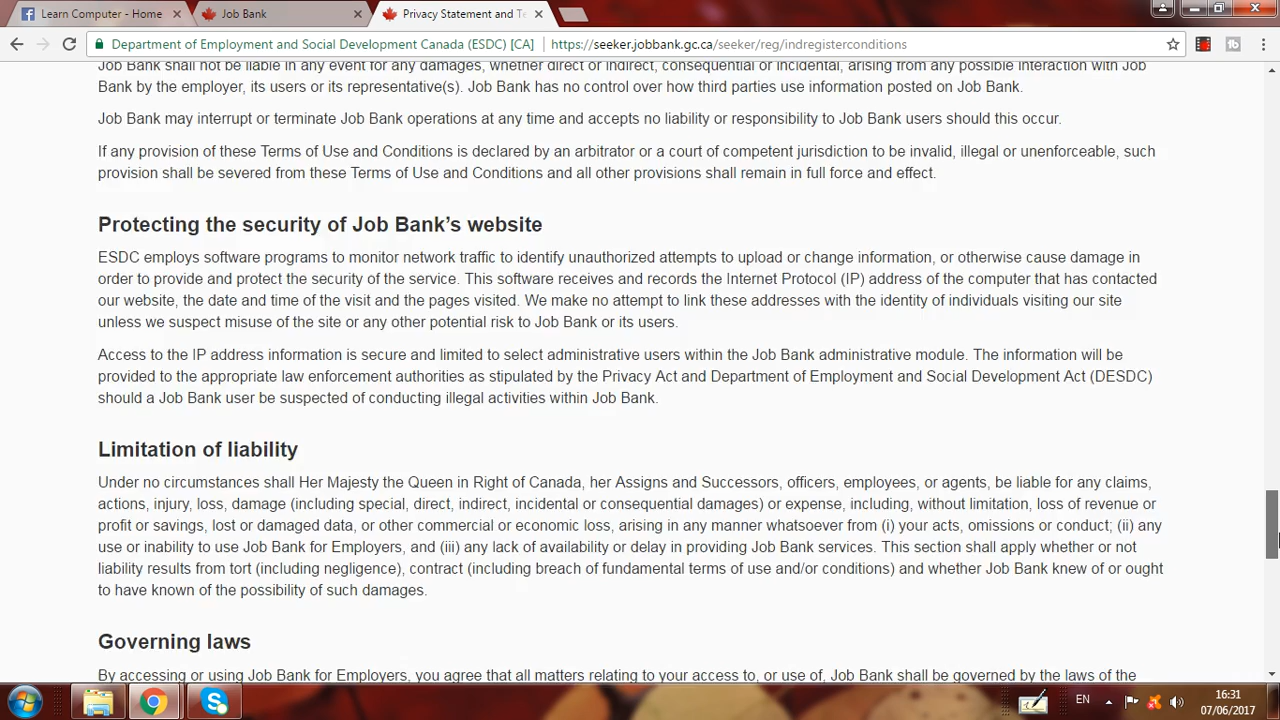 Learn Computer - Home
Job Bank
Privacy Statement and Te
Department of Employment and Social Development Canada (ESDC) [CA]
https://seeker.jobbank.gc.ca/seeker/reg/indregisterconditions
Job Bank shall not be liable in any event for any damages, whether direct or indirect, consequential or incidental, arising from any possible interaction with Job
Bank by the employer, its users or its representative(s). Job Bank has no control over how third parties use information posted on Job Bank.
Job Bank may interrupt or terminate Job Bank operations at any time and accepts no liability or responsibility to Job Bank users should this occur.
If any provision of these Terms of Use and Conditions is declared by an arbitrator or a court of competent jurisdiction to be invalid, illegal or unenforceable, such
provision shall be severed from these Terms of Use and Conditions and all other provisions shall remain in full force and effect.
Protecting the security of Job Bank's website
ESDC employs software programs to monitor network traffic to identify unauthorized attempts to upload or change information, or otherwise cause damage in
order to provide and protect the security of the service. This software receives and records the Internet Protocol (IP) address of the computer that has contacted
our website, the date and time of the visit and the pages visited. We make no attempt to link these addresses with the identity of individuals visiting our site
unless we suspect misuse of the site or any other potential risk to Job Bank or its users.
Access to the IP address information is secure and limited to select administrative users within the Job Bank administrative module. The information will be
provided to the appropriate law enforcement authorities as stipulated by the Privacy Act and Department of Employment and Social Development Act (DESDC)
should a Job Bank user be suspected of conducting illegal activities within Job Bank.
Limitation of liability
Under no circumstances shall Her Majesty the Queen in Right of Canada, her Assigns and Successors, officers, employees, or agents, be liable for any claims,
actions, injury, loss, damage (including special, direct, indirect, incidental or consequential damages) or expense, including, without limitation, loss of revenue or
profit or savings, lost or damaged data, or other commercial or economic loss, arising in any manner whatsoever from (i) your acts, omissions or conduct; (ii) any
use or inability to use Job Bank for Employers, and (iii) any lack of availability or delay in providing Job Bank services. This section shall apply whether or not
liability results from tort (including negligence), contract (including breach of fundamental terms of use and/or conditions) and whether Job Bank knew of or ought
to have known of the possibility of such damages.
Governing laws
By accessing or using Job Bank for Employers, you agree that all matters relating to your access to, or use of, Job Bank shall be governed by the laws of the
EN
16:31
07/06/2017